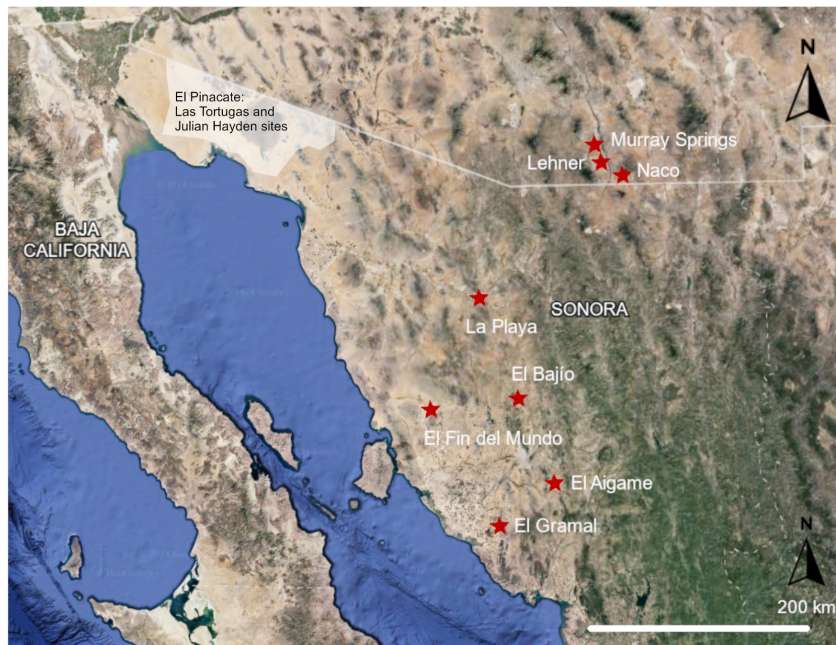 N
El Pinacate:
Las Tortugas and
Julian Hayden sites
Murray Springs
Lehner
Naco
BAJA
CALIFORNIA
SONORA
La Playa
El Bajío
El Fin del Mundo
El Aigame
El Gramal
N
200 km